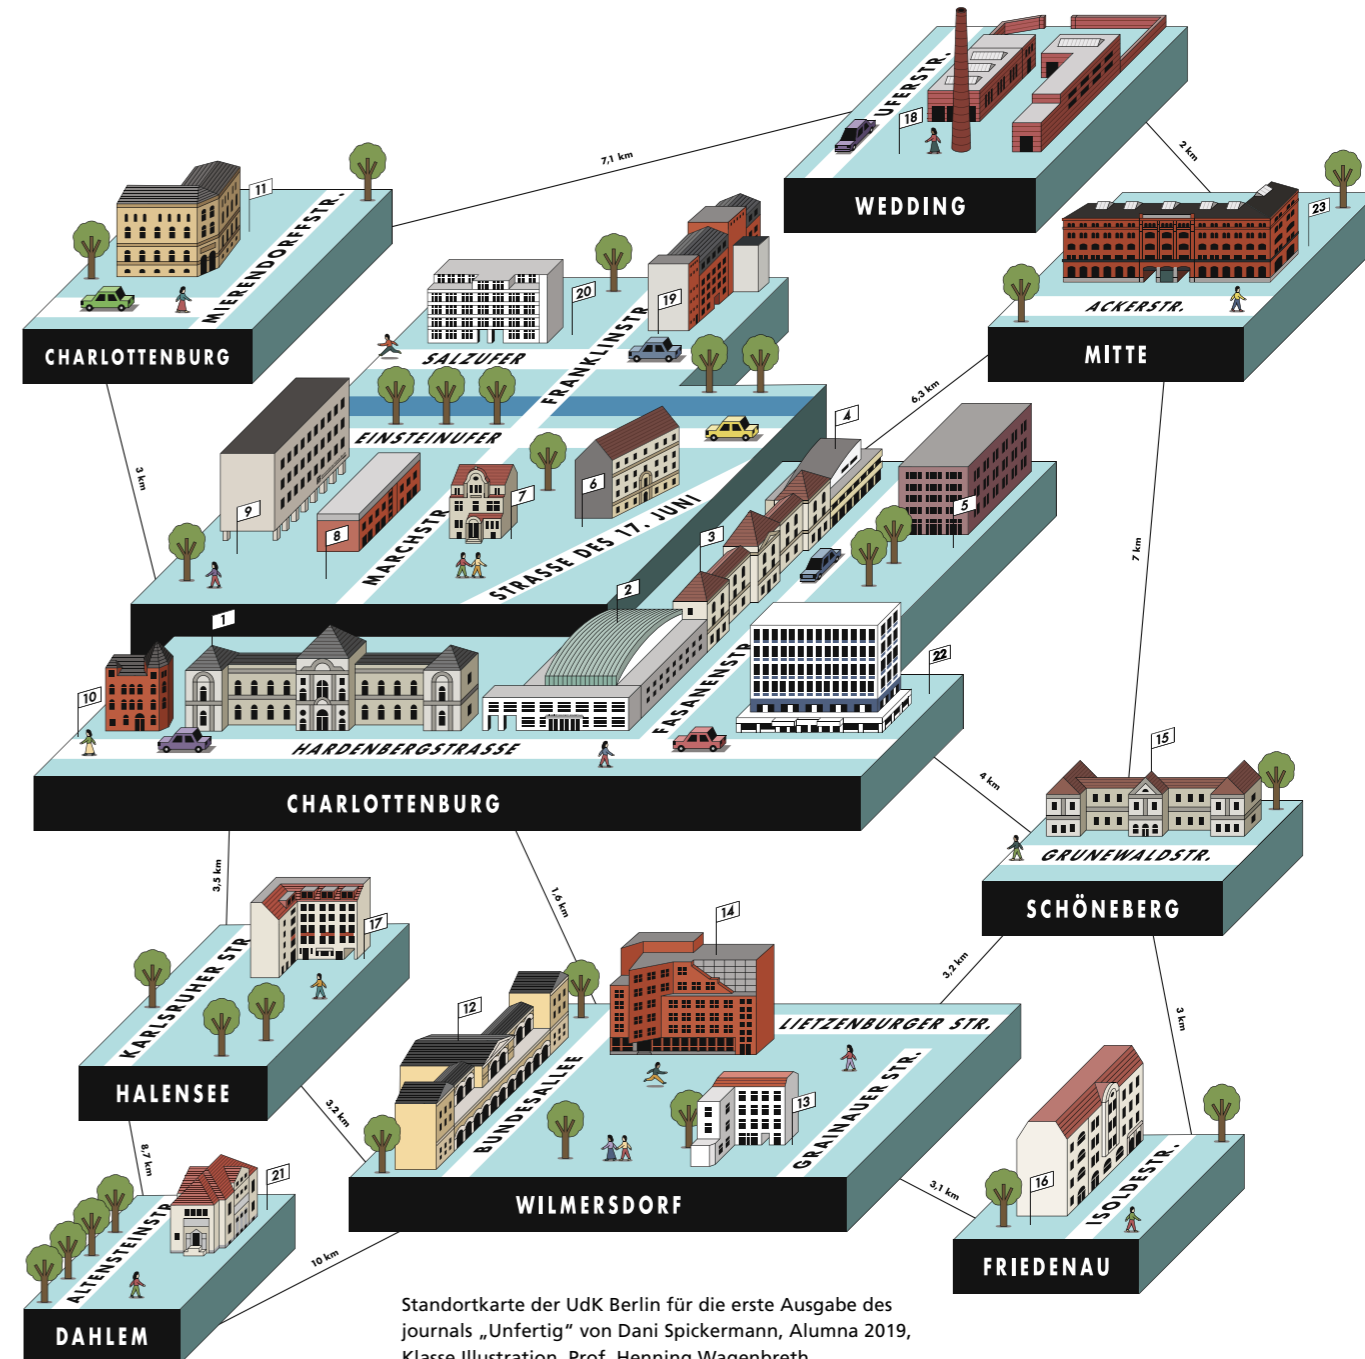 UFERSTR.
18
WEDDING
7,1 km
2 km
11
MIERENDORFFSTR.
CHARLOTTENBURG
23
ACKERSTR.
MITTE
20
19
SALZUFER
FRANKLINSTR
EINSTEINUFER
6,3 km
3 km
4
9
8
7
6
5
MARCHSTR
STRASSE DES 17. JUNI
3
2
7 km
1
10
22
FASANENSTR
HARDENBERGSTRASSE
CHARLOTTENBURG
4 km
15
GRUNEWALDSTR.
SCHÖNEBERG
3,5 km
1,6 km
17
KARLSRUHER STR
HALENSEE
14
12
LIETZENBURGER STR.
BUNDESALLEE
13
GRAINAUER STR.
WILMERSDORF
3,2 km
3 km
3,2 km
8,7 km
21
ALTENSTEINSTR
DAHLEM
10 km
3,1 km
16
ISOLDESTR.
FRIEDENAU
Standortkarte der UdK Berlin für die erste Ausgabe des
journals „Unfertig“ von Dani Spickermann, Alumna 2019,
Klasse Illustration, Prof. Henning Wagenbreth